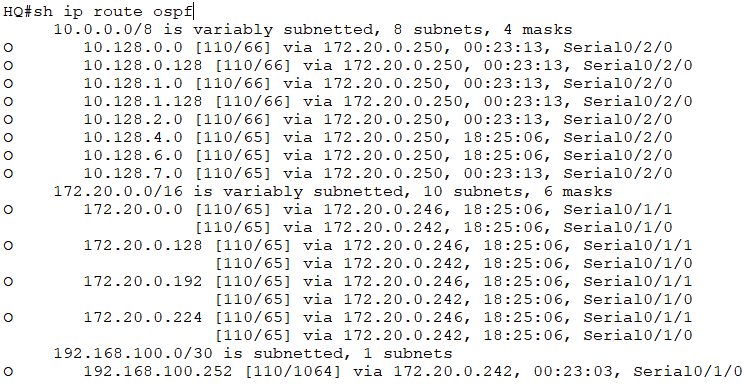 HQ#sh ip route ospf
10.0.0.0/8 is variably subnetted, 8 subnets, 4 masks
O 10.128.0.0 [110/66] via 172.20.0.250, 00:23:13, Serial0/2/0
O 10.128.0.128 [110/66] via 172.20.0.250, 00:23:13, Serial0/2/0
O 10.128.1.0 [110/66] via 172.20.0.250, 00:23:13, Serial0/2/0
O 10.128.1.128 [110/66] via 172.20.0.250, 00:23:13, Serial0/2/0
O 10.128.2.0 [110/66] via 172.20.0.250, 00:23:13, Serial0/2/0
O 10.128.4.0 [110/65] via 172.20.0.250, 18:25:06, Serial0/2/0
O 10.128.6.0 [110/65] via 172.20.0.250, 18:25:06, Serial0/2/0
O 10.128.7.0 [110/65] via 172.20.0.250, 00:23:13, Serial0/2/0
172.20.0.0/16 is variably subnetted, 10 subnets, 6 masks
O 172.20.0.0 [110/65] via 172.20.0.246, 18:25:06, Serial0/1/1
[110/65] via 172.20.0.242, 18:25:06, Serial0/1/0
O 172.20.0.128 [110/65] via 172.20.0.246, 18:25:06, Serial0/1/1
[110/65] via 172.20.0.242, 18:25:06, Serial0/1/0
O 172.20.0.192 [110/65] via 172.20.0.246, 18:25:06, Serial0/1/1
[110/65] via 172.20.0.242, 18:25:06, Serial0/1/0
O 172.20.0.224 [110/65] via 172.20.0.246, 18:25:06, Serial0/1/1
[110/65] via 172.20.0.242, 18:25:06, Serial0/1/0
192.168.100.0/30 is subnetted, 1 subnets
O 192.168.100.252 [110/1064] via 172.20.0.242, 00:23:03, Serial0/1/0